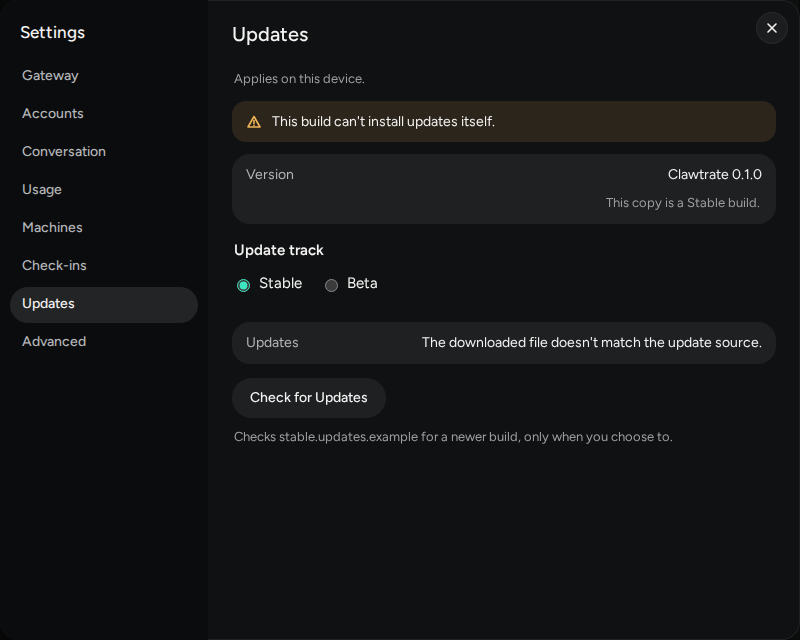 Settings
Gateway
Accounts
Conversation
Usage
Machines
Check-ins
Updates
Advanced
Updates
Applies on this device.
This build can't install updates itself.
Version
Clawtrate 0.1.0
This copy is a Stable build.
Update track
Stable
Beta
Updates
The downloaded file doesn't match the update source.
Check for Updates
Checks stable.updates.example for a newer build, only when you choose to.